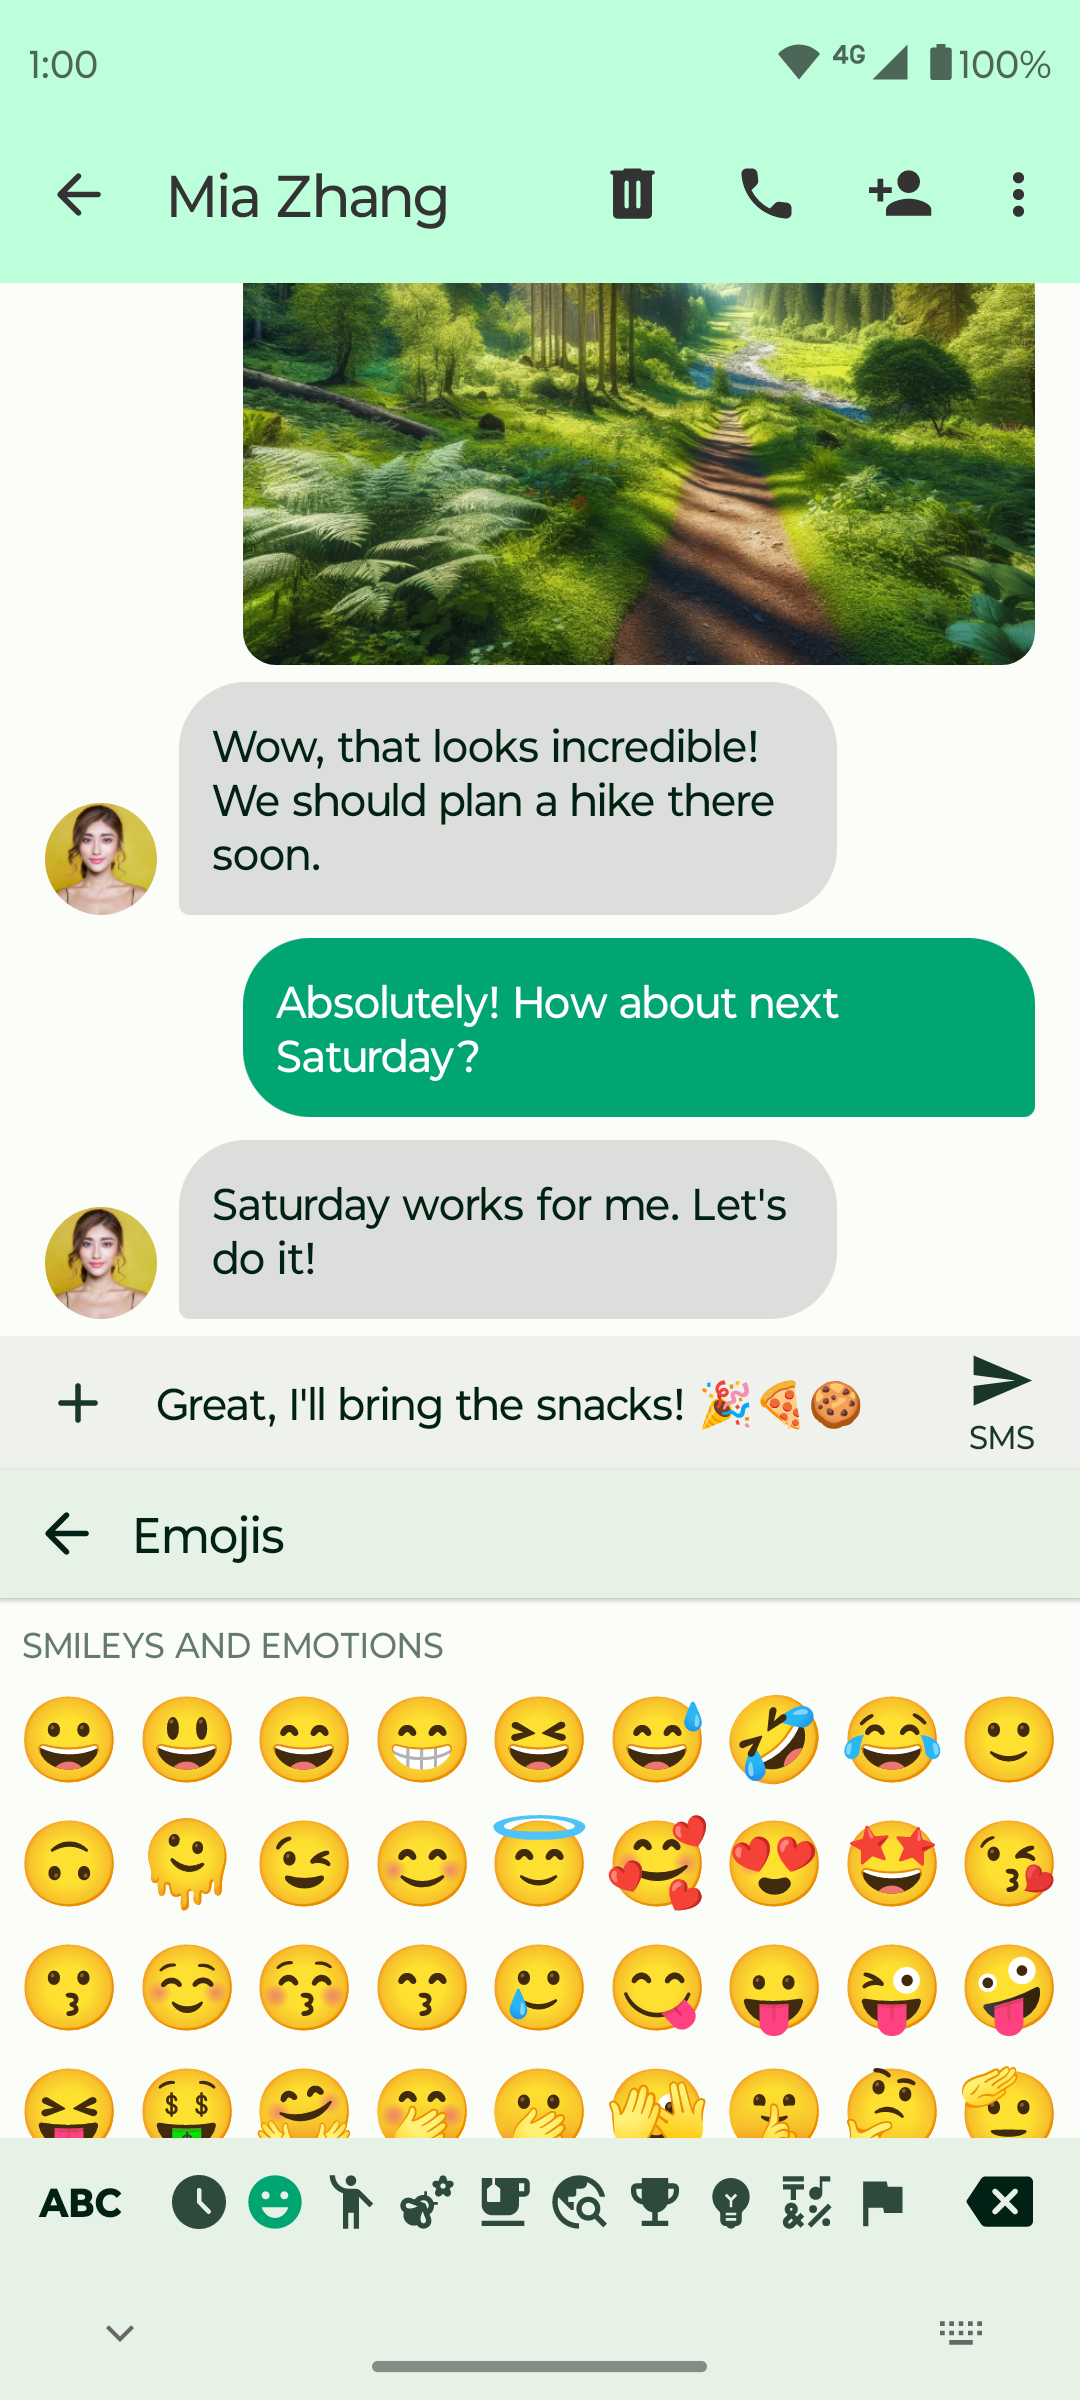 1:00
4G
100%
Mia Zhang
Wow, that looks incredible!
We should plan a hike there
soon.
Absolutely! How about next
Saturday?
Saturday works for me. Let's
do it!
Great, I'll bring the snacks! 🎉🍕🍪
SMS
Emojis
SMILEYS AND EMOTIONS
ABC